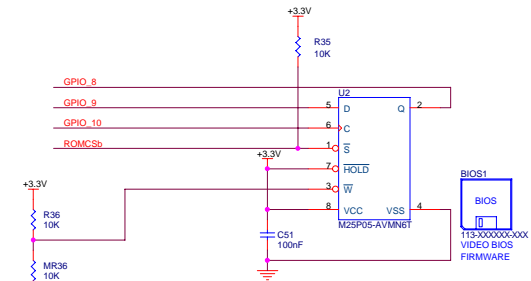 +3.3V
R35
10K
GPIO_8
GPIO_9
GPIO_10
ROMCSb
U2
5 D Q 2
6 C
1 S
7 HOLD
3 W
8 VCC VSS 4
M25P05-AVMN6T
+3.3V
C51
100nF
+3.3V
R36
10K
MR36
10K
BIOS1
BIOS
113-XXXXXX-XXX
VIDEO BIOS
FIRMWARE